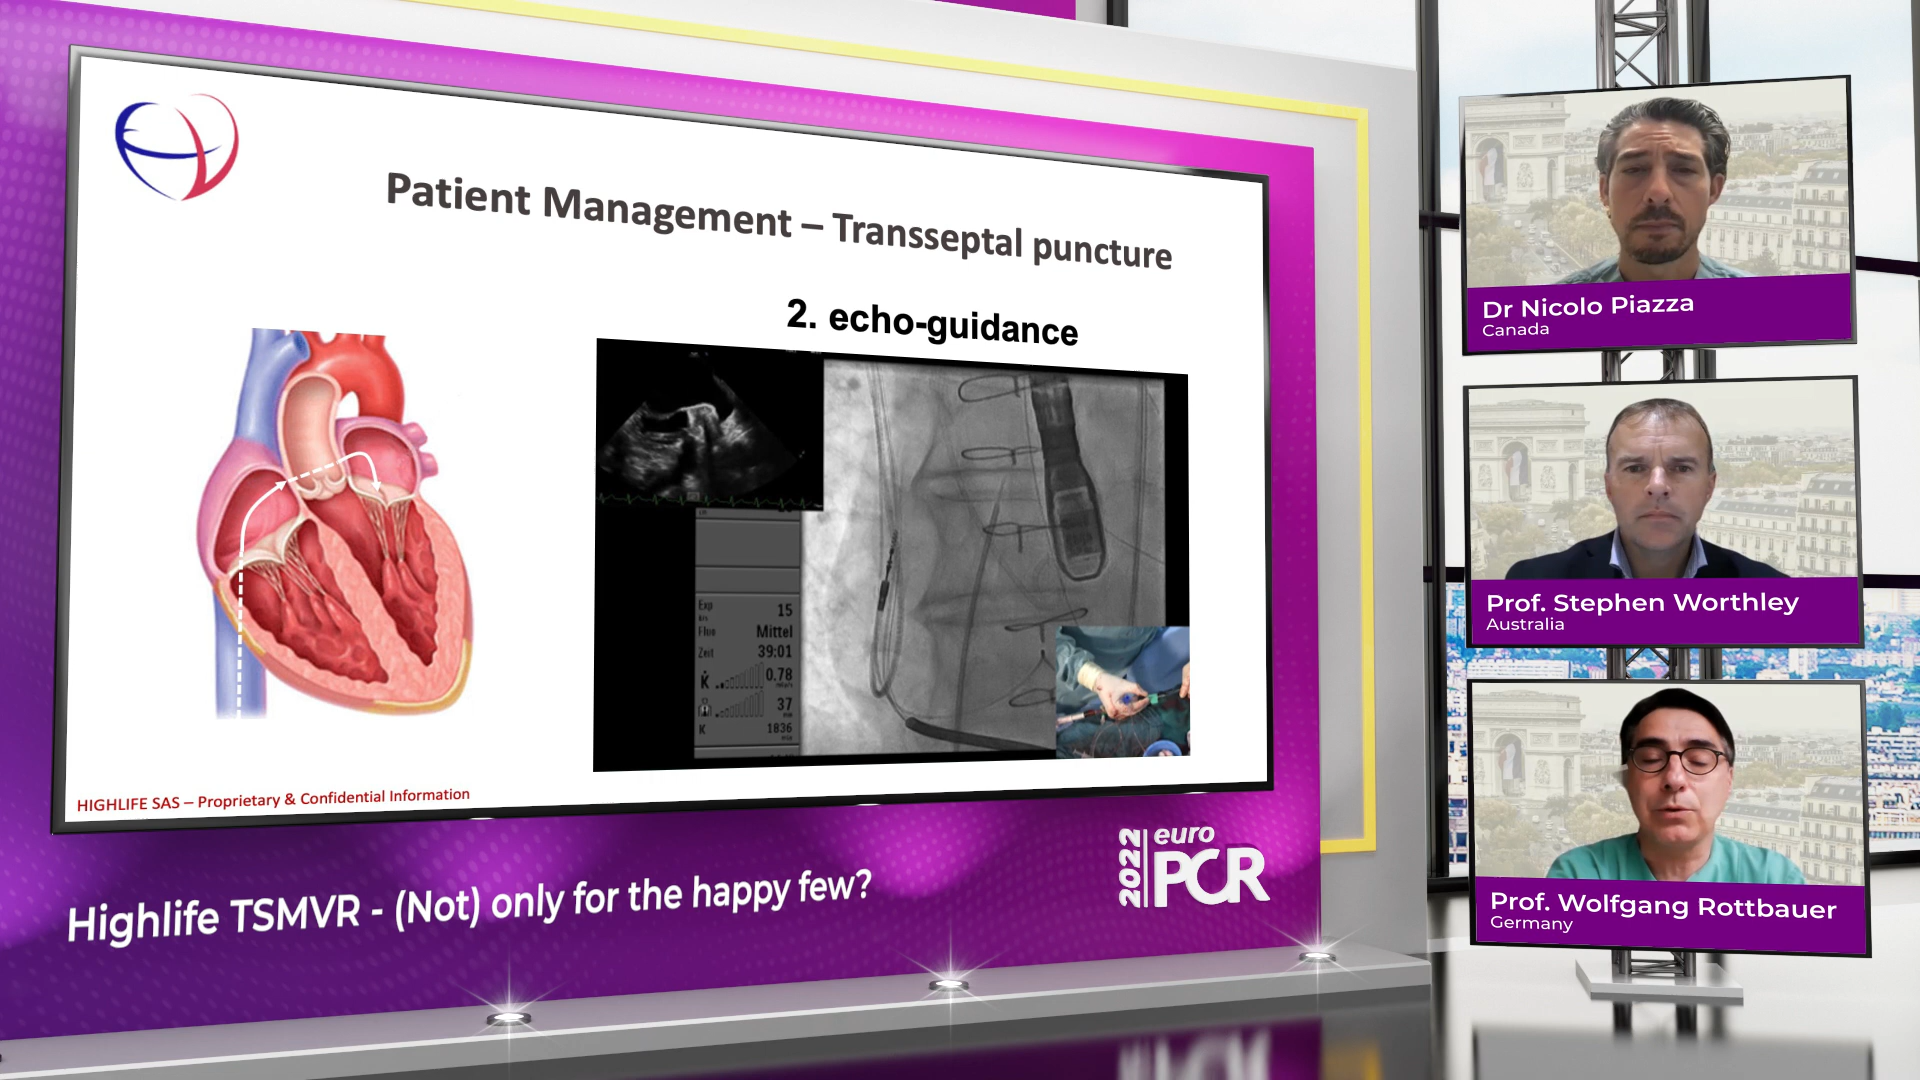 Patient Management – Transseptal puncture
2. echo-guidance
Exp
15
Fluo
Mittel
Zeit
39:01
0.78
37
K
1836
HIGHLIFE SAS – Proprietary & Confidential Information
Highlife TSMVR - (Not) only for the happy few?
2022
euro
PCR
Dr Nicolo Piazza
Canada
Prof. Stephen Worthley
Australia
Prof. Wolfgang Rottbauer
Germany